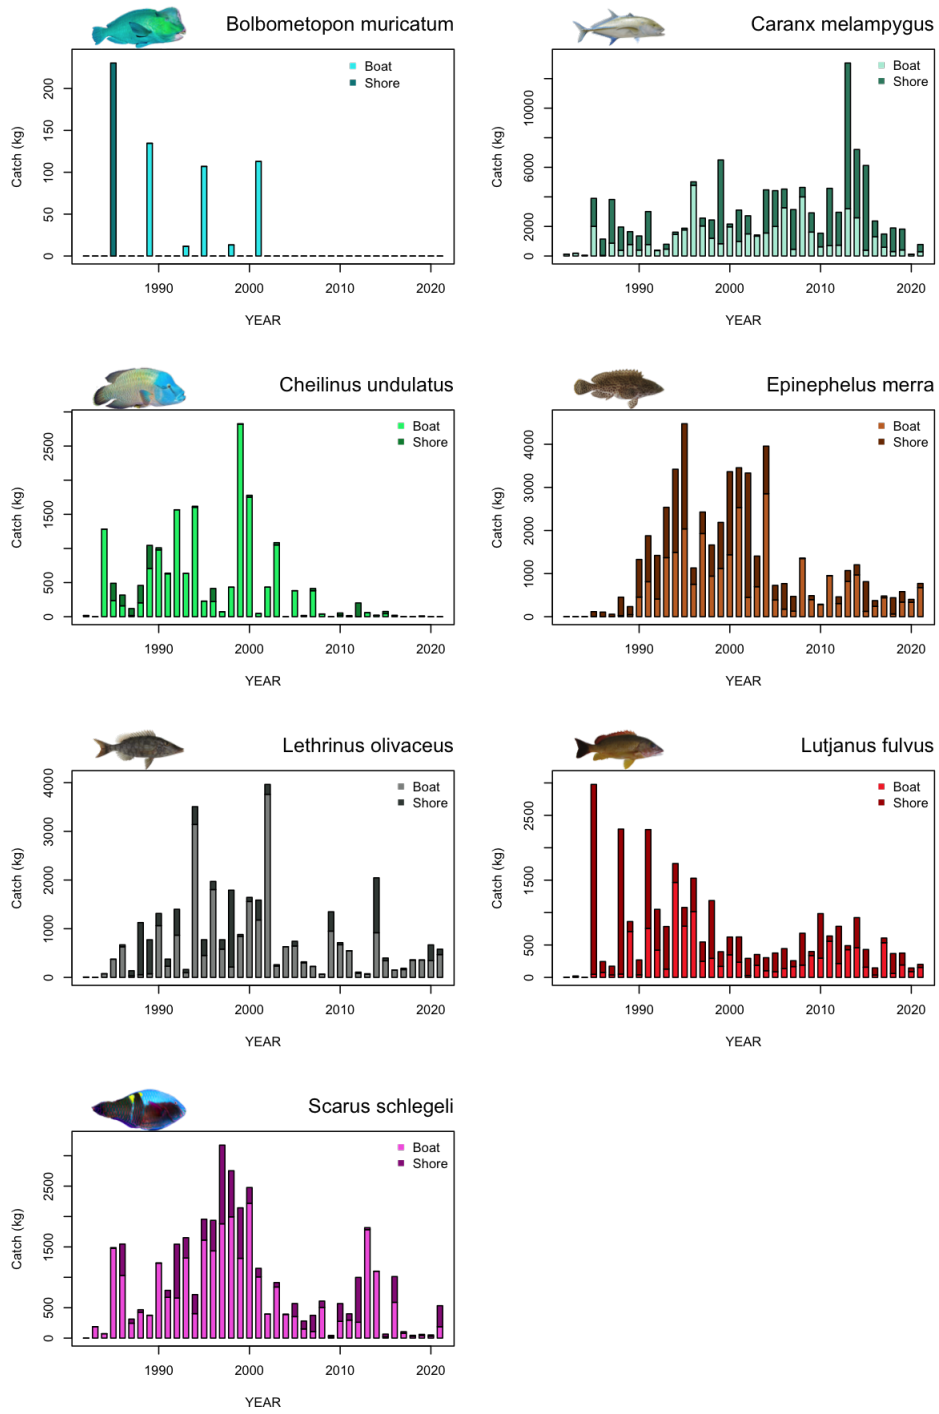 Bolbometopon muricatum
Boat
Shore
Catch (kg)
200
150
100
50
0
1990
2000
2010
2020
YEAR
Caranx melampygus
Boat
Shore
Catch (kg)
10000
6000
2000
0
1990
2000
2010
2020
YEAR
Cheilinus undulatus
Boat
Shore
Catch (kg)
2500
1500
500
0
1990
2000
2010
2020
YEAR
Epinephelus merra
Boat
Shore
Catch (kg)
4000
3000
2000
1000
0
1990
2000
2010
2020
YEAR
Lethrinus olivaceus
Boat
Shore
Catch (kg)
4000
3000
2000
1000
0
1990
2000
2010
2020
YEAR
Lutjanus fulvus
Boat
Shore
Catch (kg)
2500
1500
500
0
1990
2000
2010
2020
YEAR
Scarus schlegeli
Boat
Shore
Catch (kg)
2500
1500
500
0
1990
2000
2010
2020
YEAR